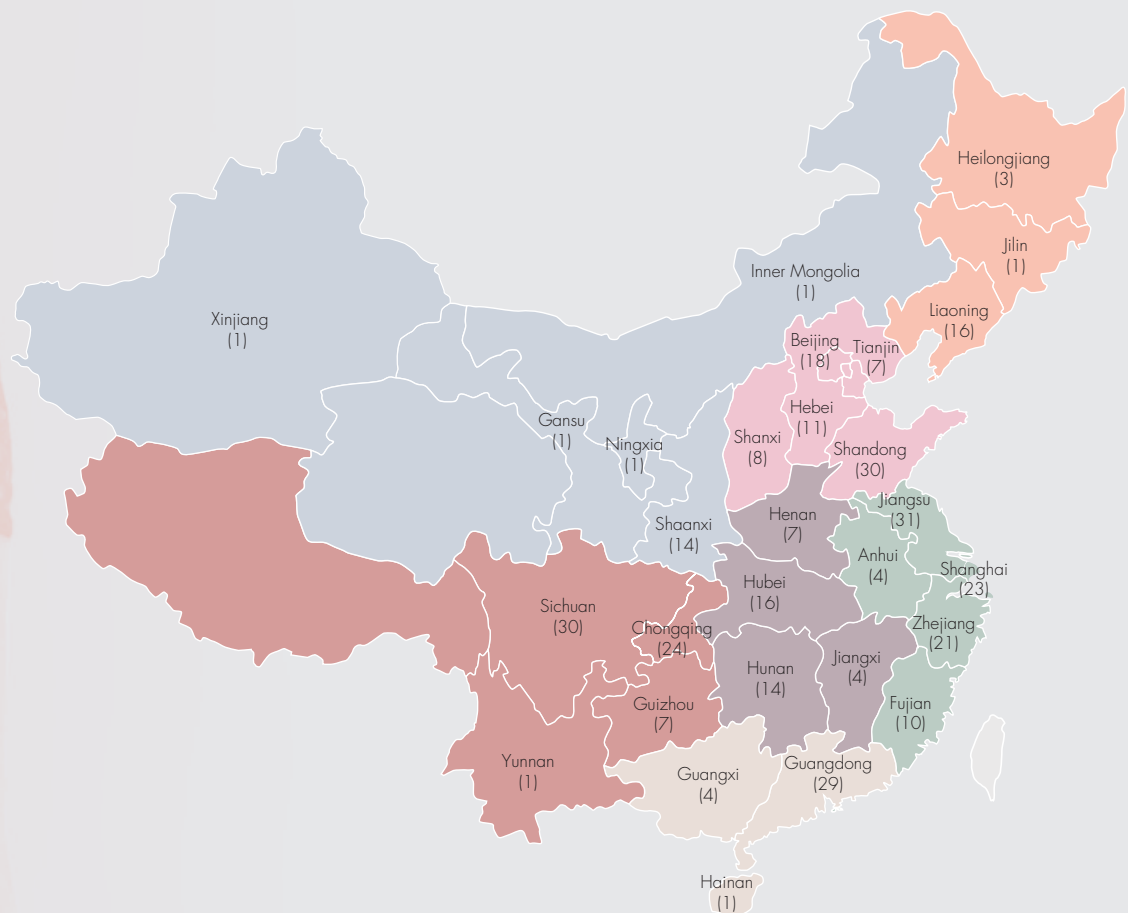 Heilongjiang
(3)
Jilin
(1)
Inner Mongolia
(1)
Liaoning
(16)
Xinjiang
(1)
Beijing
(18)
Tianjin
(7)
Gansu
(1)
Ningxia
(1)
Hebei
(11)
Shanxi
(8)
Shandong
(30)
Jiangsu
(31)
Henan
(7)
Shaanxi
(14)
Anhui
(4)
Shanghai
(23)
Hubei
(16)
Sichuan
(30)
Chongqing
(24)
Zhejiang
(21)
Jiangxi
(4)
Hunan
(14)
Guizhou
(7)
Fujian
(10)
Yunnan
(1)
Guangxi
(4)
Guangdong
(29)
Hainan
(1)